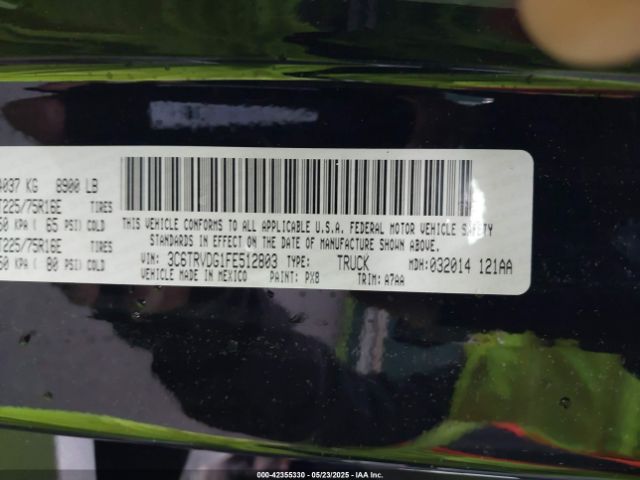 4037 KG 8900 LB
T225/75R16E TIRES
50 KPA ( 65 PSI) COLD
T225/75R16E TIRES
50 KPA ( 80 PSI) COLD
THIS VEHICLE CONFORMS TO ALL APPLICABLE U.S.A. FEDERAL MOTOR VEHICLE SAFETY
STANDARDS IN EFFECT ON THE DATE OF MANUFACTURE SHOWN ABOVE.
VIN: 3C6TRVDG1FE512803 TYPE: TRUCK MDH:032014 121AA
VEHICLE MADE IN MEXICO PAINT: PX8 TRIM: A7AA
000-42355330 - 05/23/2025 - IAA Inc.